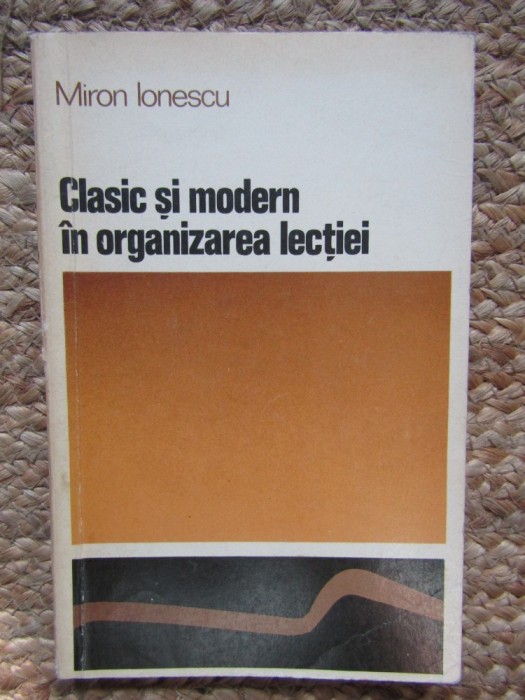 Miron Ionescu
Clasic și modern
în organizarea lecției